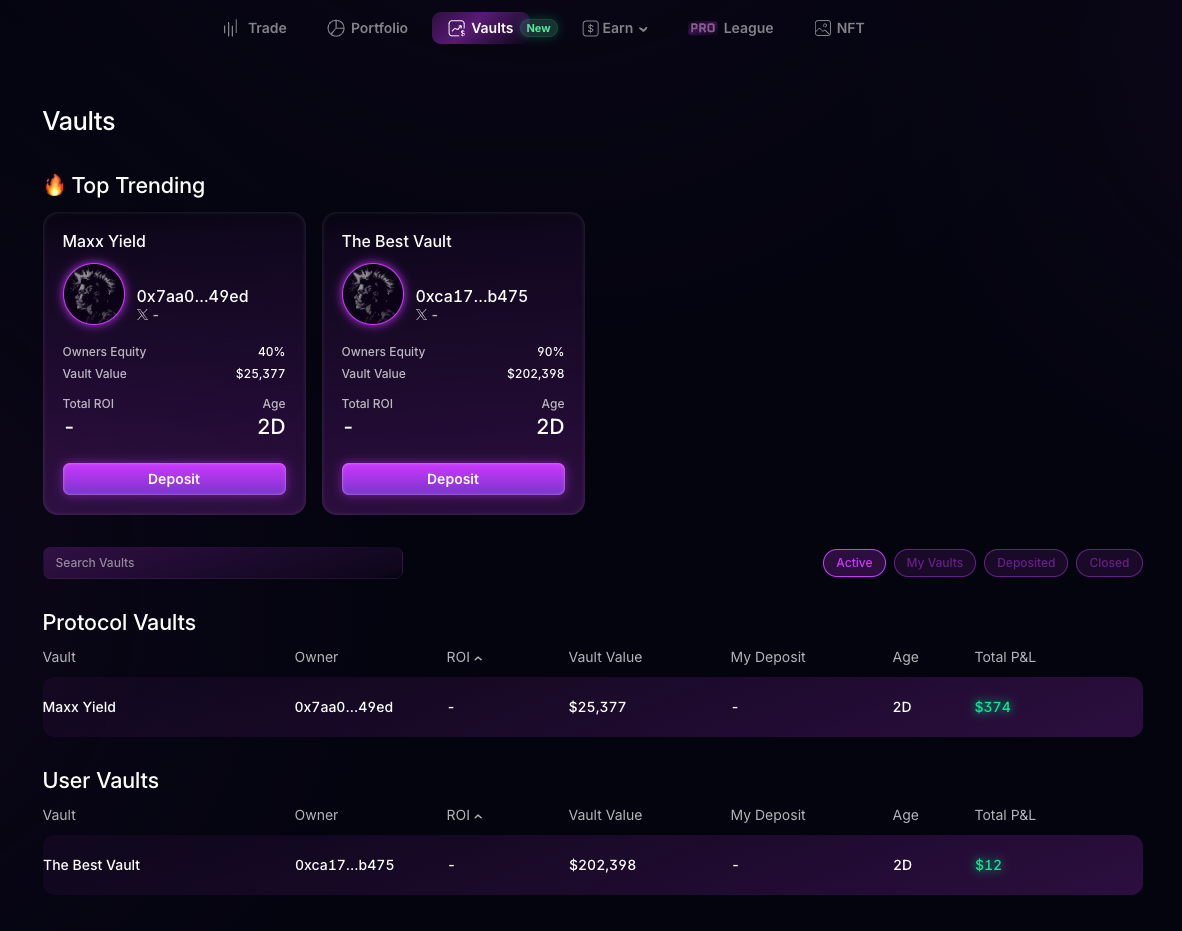 Trade Portfolio Vaults New Earn PRO League NFT
Vaults
🔥 Top Trending
Maxx Yield
0x7aa0...49ed
𝕏 -
Owners Equity 40%
Vault Value $25,377
Total ROI Age
- 2D
Deposit
The Best Vault
0xca17...b475
𝕏 -
Owners Equity 90%
Vault Value $202,398
Total ROI Age
- 2D
Deposit
Search Vaults
Active My Vaults Deposited Closed
Protocol Vaults
Vault Owner ROI Vault Value My Deposit Age Total P&L
Maxx Yield 0x7aa0...49ed - $25,377 - 2D $374
User Vaults
Vault Owner ROI Vault Value My Deposit Age Total P&L
The Best Vault 0xca17...b475 - $202,398 - 2D $12